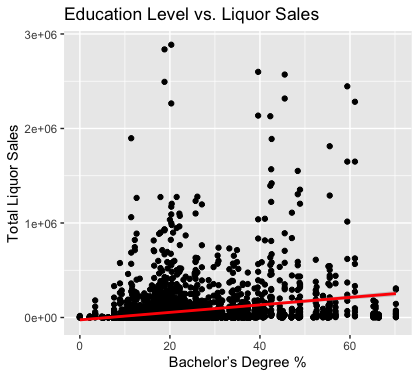 Education Level vs. Liquor Sales
3e+06
2e+06
1e+06
0e+00
Total Liquor Sales
0 20 40 60
Bachelor's Degree %